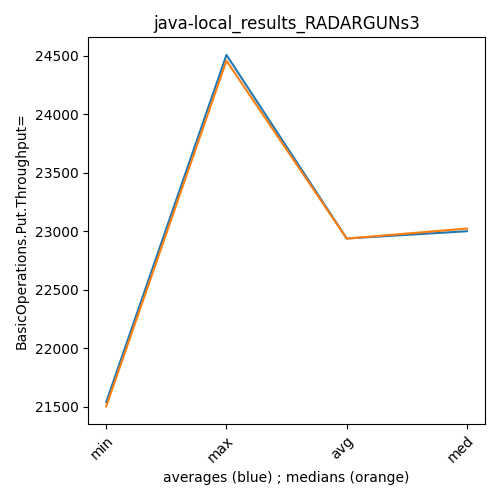 java-local_results_RADARGUNs3
BasicOperations.Put.Throughput=
24500
24000
23500
23000
22500
22000
21500
min
max
avg
med
averages (blue) ; medians (orange)